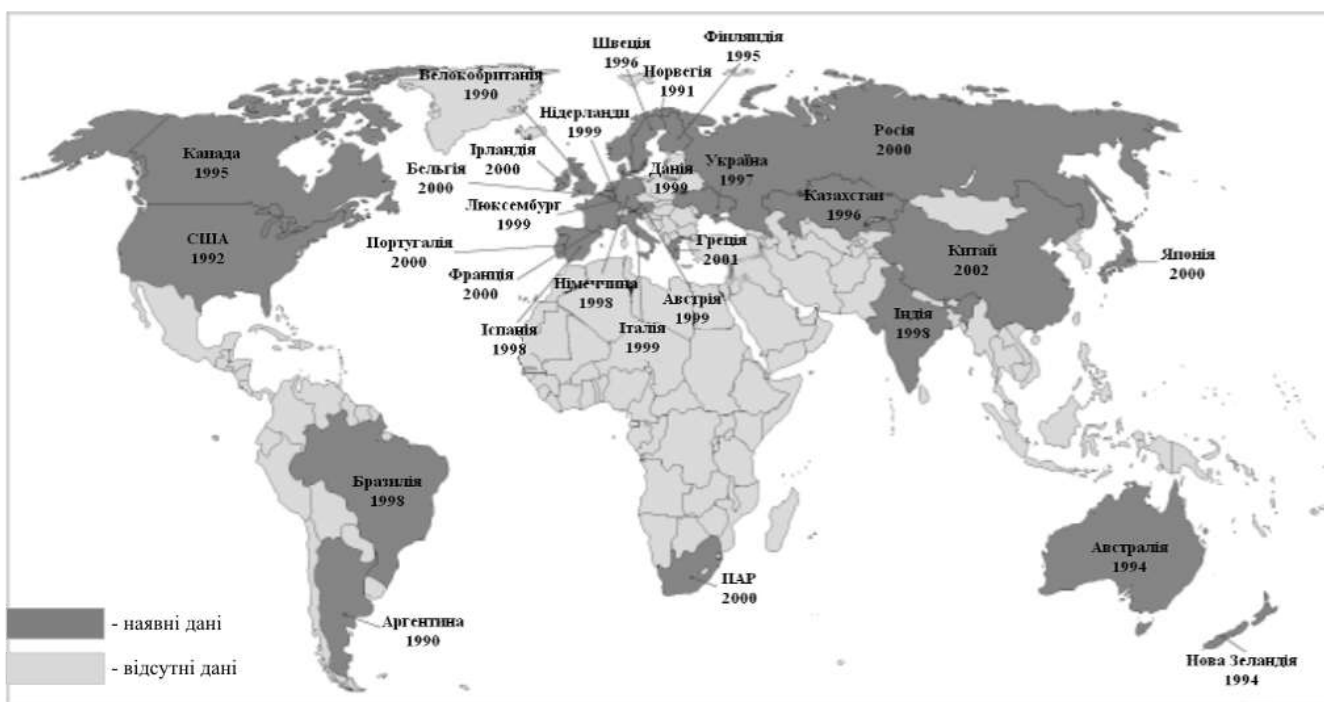 Швеція
1996
Фінляндія
1995
Велокобританія
1990
Норвегія
1991
Нідерланди
1999
Росія
2000
Канада
1995
Ірландія
2000
Бельгія
2000
Данія
1999
Україна
1997
Люксембург
1999
Казахстан
1996
США
1992
Португалія
2000
Греція
2001
Китай
2002
Японія
2000
Франція
2000
Німеччина
1998
Австрія
1999
Індія
1998
Іспанія
1998
Італія
1999
Бразилія
1998
Австралія
1994
ПАР
2000
Аргентина
1990
Нова Зеландія
1994
- наявні дані
- відсутні дані